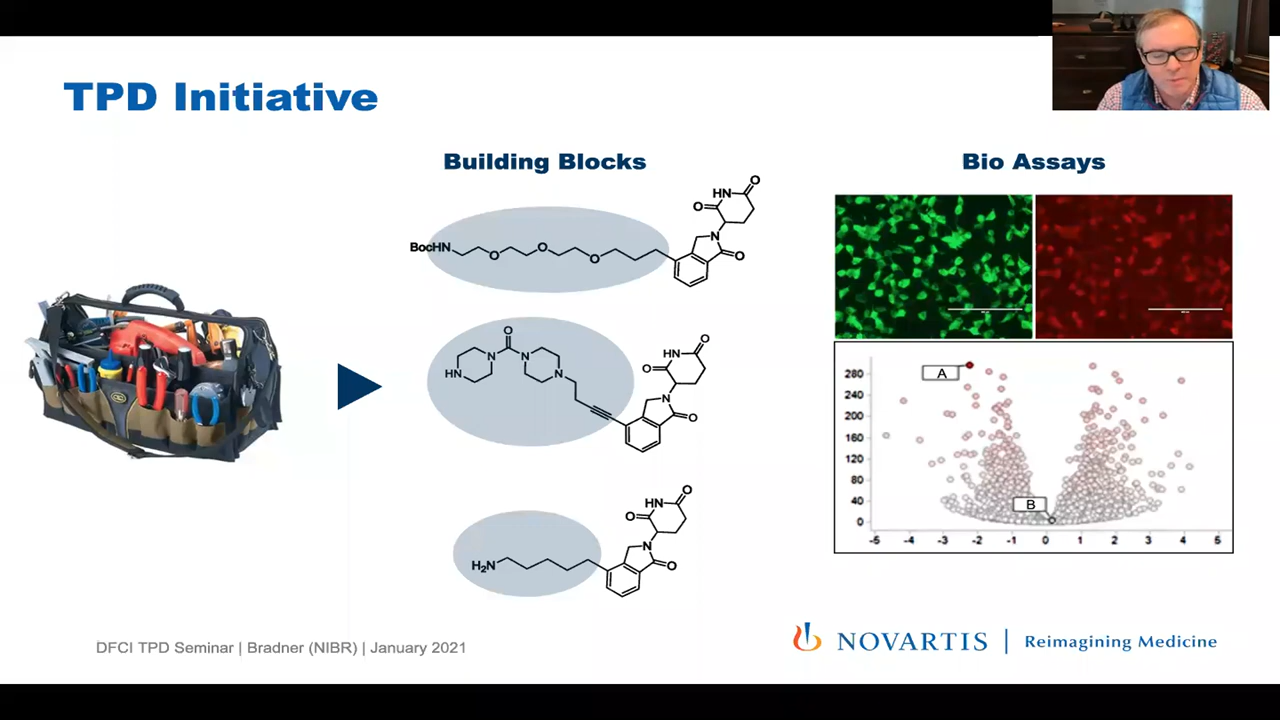 TPD Initiative
Building Blocks
Bio Assays
BocHN
O
O
O
HN
O
O
N
O
HN
N
O
N
N
HN
O
O
N
O
H₂N
HN
O
O
N
O
A
B
280
240
200
160
120
80
40
0
-5 -4 -3 -2 -1 0 1 2 3 4 5
DFCI TPD Seminar | Bradner (NIBR) | January 2021
NOVARTIS | Reimagining Medicine